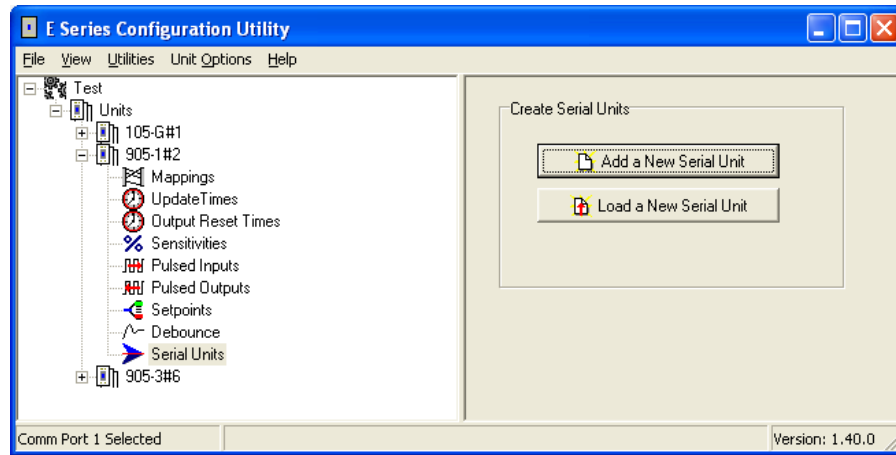 E Series Configuration Utility
File View Utilities Unit Options Help
Test
Units
105-G#1
905-1#2
Mappings
UpdateTimes
Output Reset Times
Sensitivities
Pulsed Inputs
Pulsed Outputs
Setpoints
Debounce
Serial Units
905-3#6
Create Serial Units
Add a New Serial Unit
Load a New Serial Unit
Comm Port 1 Selected
Version: 1.40.0